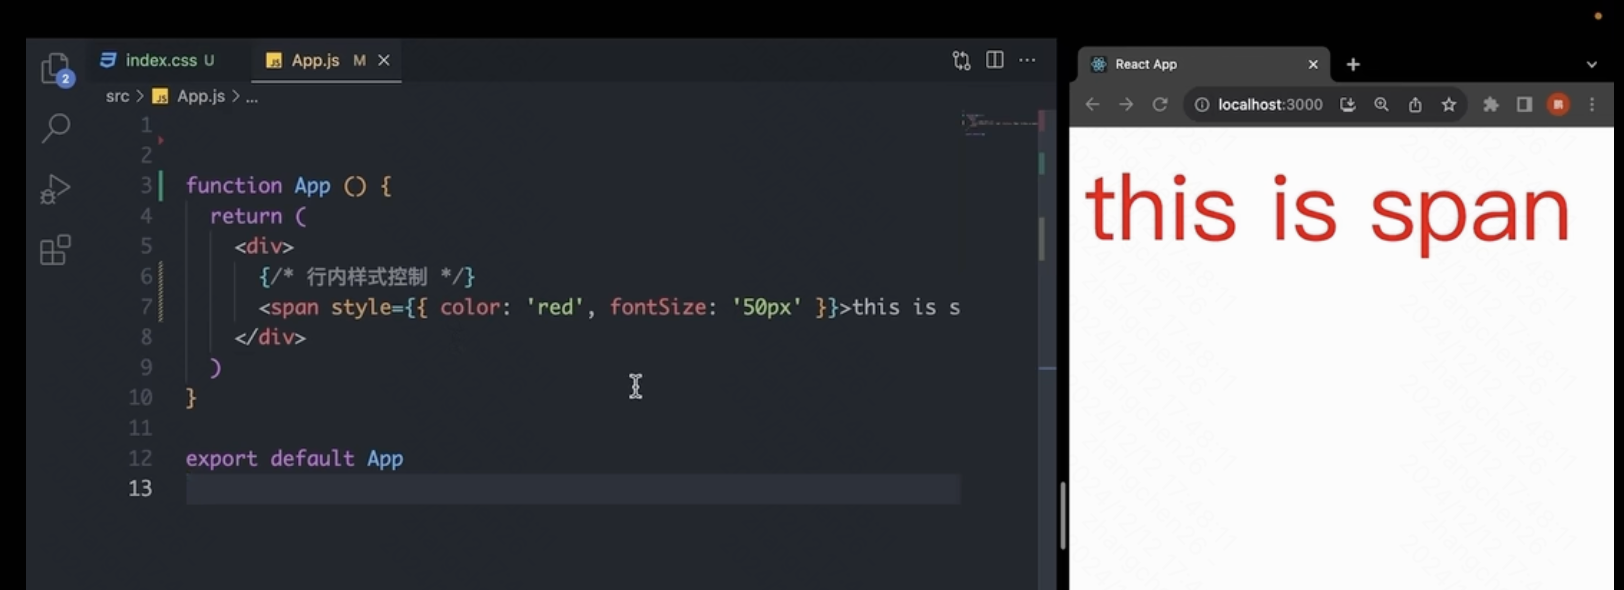 index.css U
App.js M
src > App.js > ...
2
1
2
3 function App () {
4 return (
5 <div>
6 {/* 行内样式控制 */}
7 <span style={{ color: 'red', fontSize: '50px' }}>this is s
8 </div>
9 )
10 }
11
12 export default App
13
React App
localhost:3000
this is span